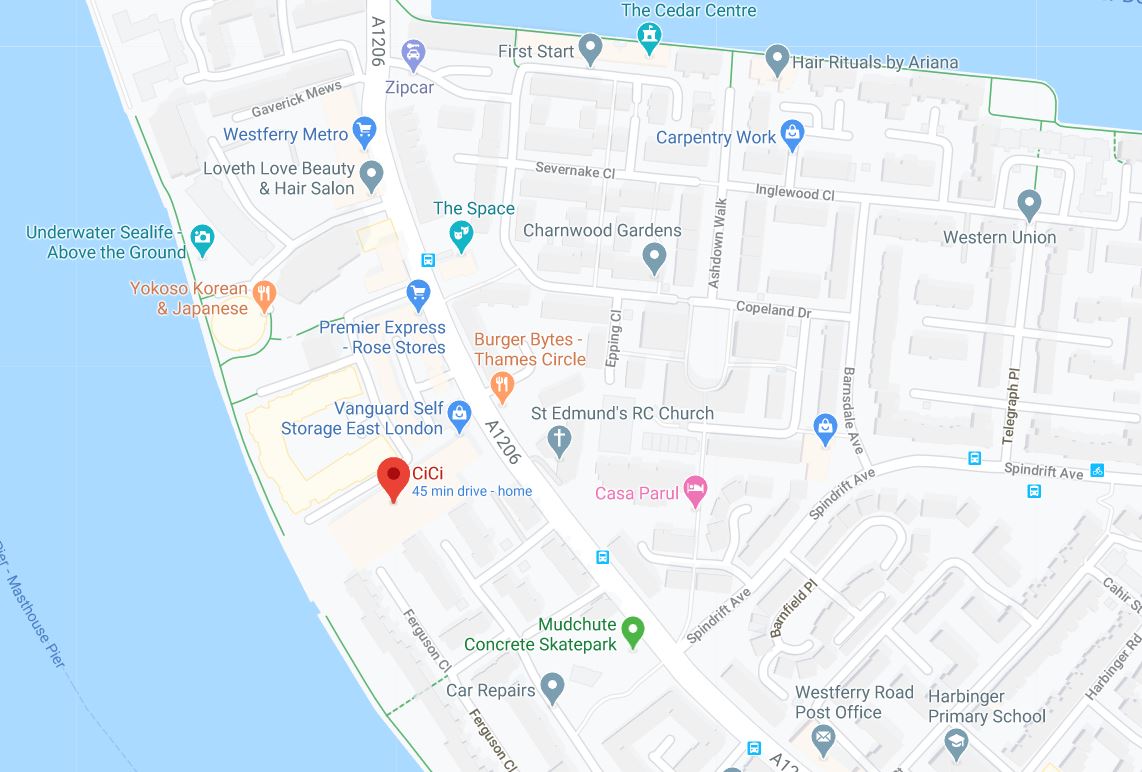 The Cedar Centre
A1206
First Start
Hair Rituals by Ariana
Zipcar
Gaverick Mews
Westferry Metro
Carpentry Work
Loveth Love Beauty
& Hair Salon
Severnake Cl
Inglewood Cl
The Space
Charnwood Gardens
Ashdown Walk
Western Union
Underwater Sealife -
Above the Ground
Yokoso Korean
& Japanese
Copeland Dr
Premier Express
- Rose Stores
Epping Cl
Burger Bytes -
Thames Circle
Barnsdale Ave
Telegraph Pl
Vanguard Self
Storage East London
St Edmund's RC Church
A1206
CiCi
45 min drive - home
Casa Parul
Spindrift Ave
Spindrift Ave
Pier - Masthouse Pier
Barnfield Pl
Spindrift Ave
Cahir St
Ferguson Cl
Mudchute
Concrete Skatepark
Harbinger Rd
Car Repairs
Westferry Road
Post Office
Harbinger
Primary School
Ferguson Cl